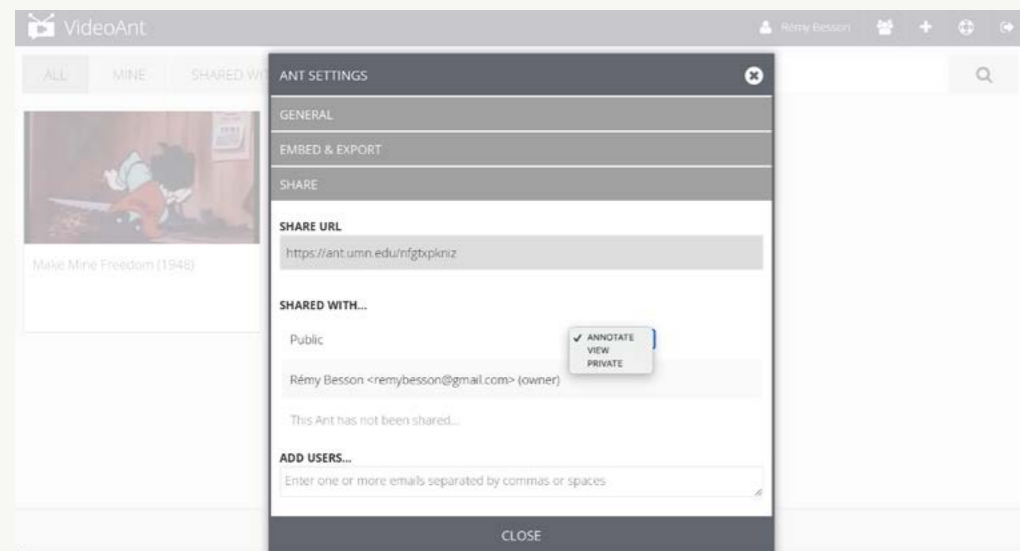 VideoAnt
Rémy Besson
ALL MINE SHARED WIT
ANT SETTINGS
GENERAL
EMBED & EXPORT
SHARE
SHARE URL
https://ant.umn.edu/nfgtxpkniz
Make Mine Freedom (1948)
SHARED WITH...
Public
✓ ANNOTATE
VIEW
PRIVATE
Rémy Besson <remybesson@gmail.com> (owner)
This Ant has not been shared...
ADD USERS...
Enter one or more emails separated by commas or spaces
CLOSE